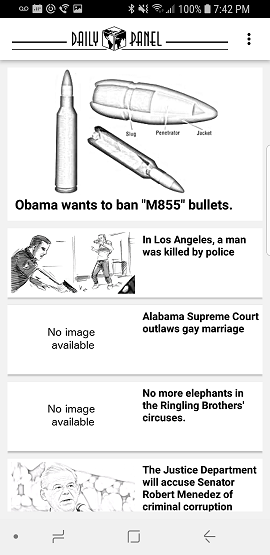 100% 7:42 PM
DAILY PANEL
Slug Penetrator Jacket
Obama wants to ban "M855" bullets.
In Los Angeles, a man
was killed by police
No image
available
Alabama Supreme Court
outlaws gay marriage
No image
available
No more elephants in
the Ringling Brothers'
circuses.
The Justice Department
will accuse Senator
Robert Menedez of
criminal corruption